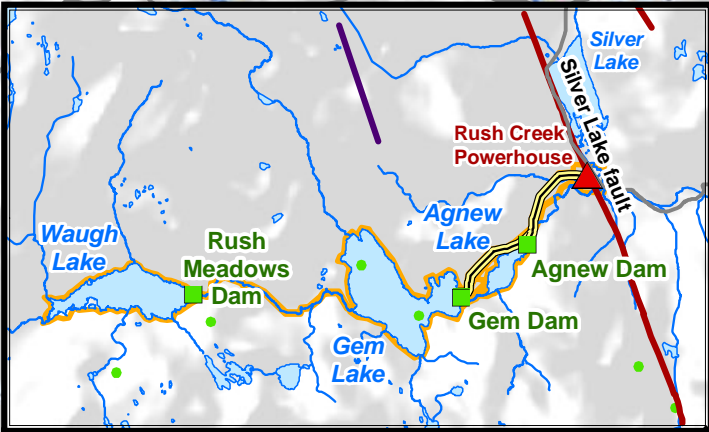 Silver
Lake
Silver Lake fault
Rush Creek
Powerhouse
Waugh
Lake
Rush
Meadows
Dam
Agnew
Lake
Agnew Dam
Gem Dam
Gem
Lake